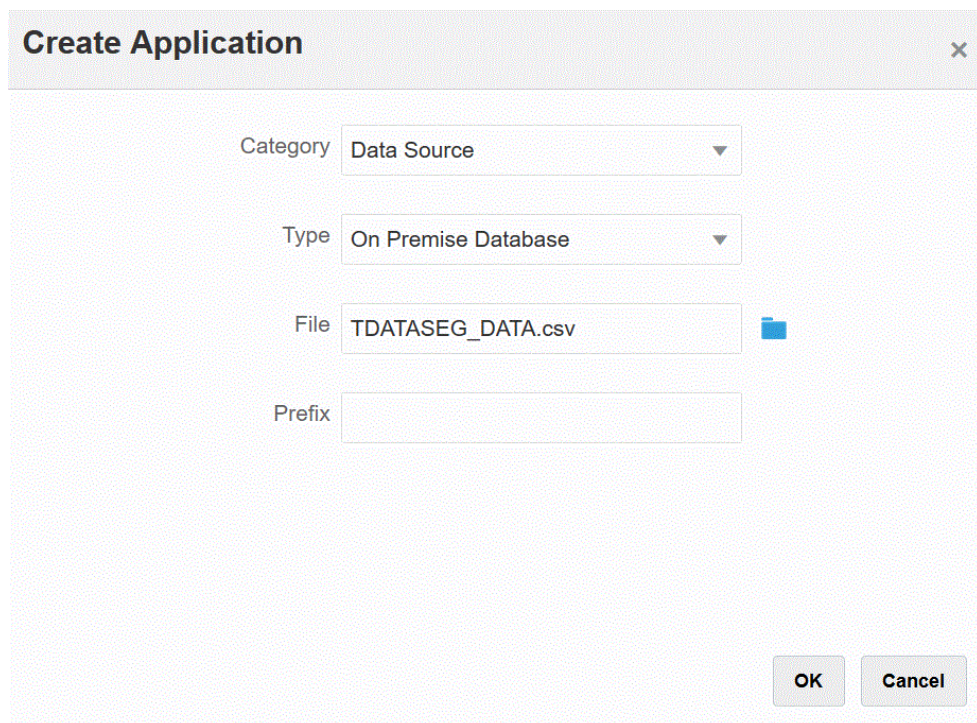 Create Application
Category Data Source
Type On Premise Database
File TDATASEG_DATA.csv
Prefix
OK Cancel